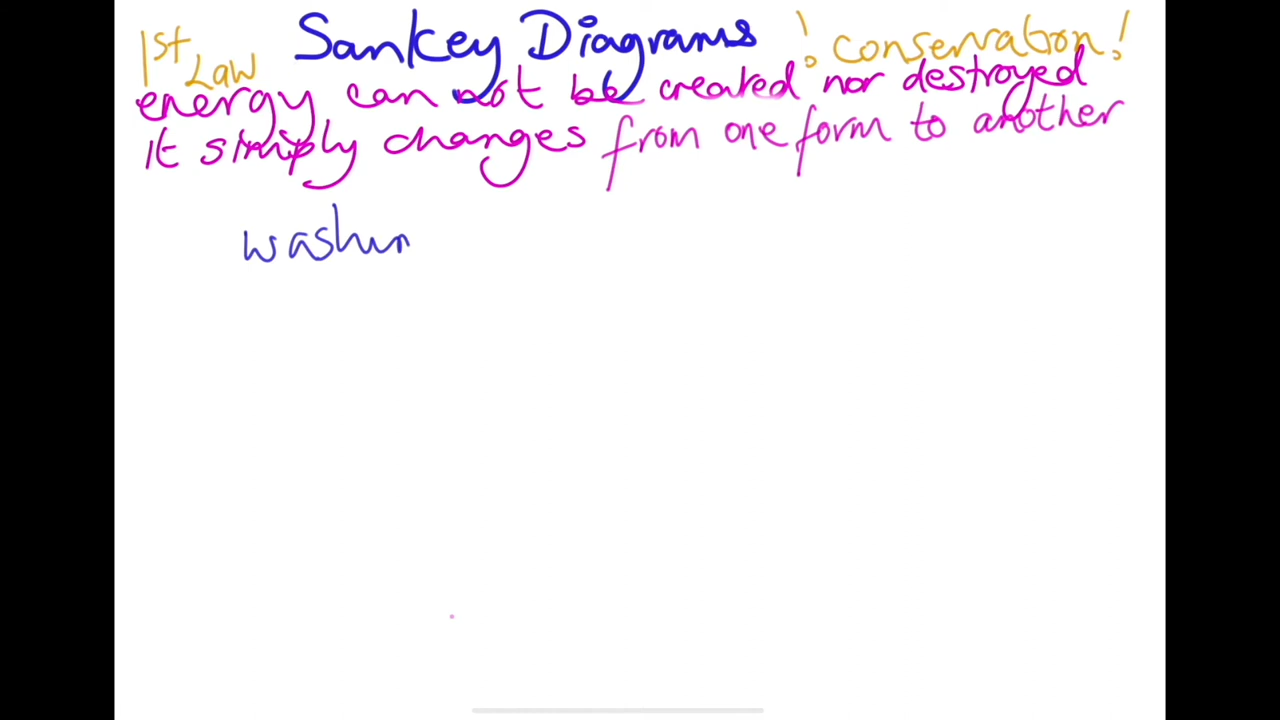 1st Law Sankey Diagrams ! conservation !
energy can not be created nor destroyed
it simply changes from one form to another
washin